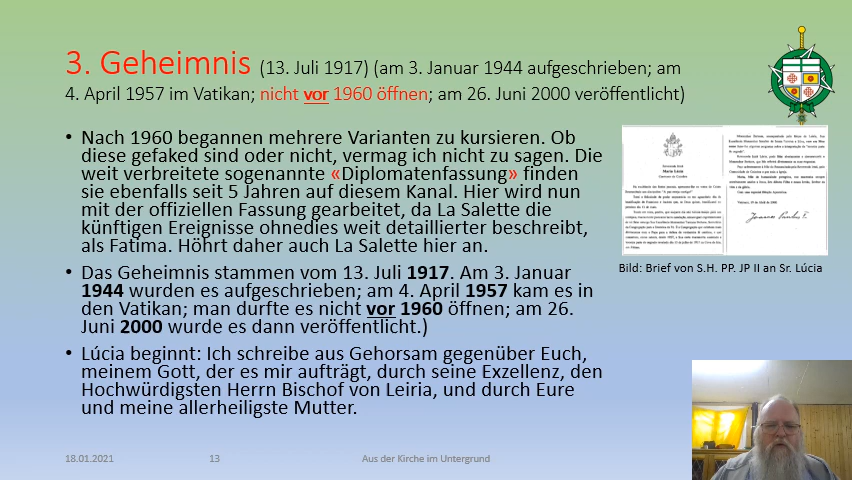 3. Geheimnis (13. Juli 1917) (am 3. Januar 1944 aufgeschrieben; am
4. April 1957 im Vatikan; nicht vor 1960 öffnen; am 26. Juni 2000 veröffentlicht)
• Nach 1960 begannen mehrere Varianten zu kursieren. Ob
diese gefaked sind oder nicht, vermag ich nicht zu sagen. Die
weit verbreitete sogenannte «Diplomatenfassung» finden
sie ebenfalls seit 5 Jahren auf diesem Kanal. Hier wird nun
mit der offiziellen Fassung gearbeitet, da La Salette die
künftigen Ereignisse ohnedies weit detaillierter beschreibt,
als Fatima. Höhrt daher auch La Salette hier an.
• Das Geheimnis stammen vom 13. Juli 1917. Am 3. Januar
1944 wurden es aufgeschrieben; am 4. April 1957 kam es in
den Vatikan; man durfte es nicht vor 1960 öffnen; am 26.
Juni 2000 wurde es dann veröffentlicht.)
• Lúcia beginnt: Ich schreibe aus Gehorsam gegenüber Euch,
meinem Gott, der es mir aufträgt, durch seine Exzellenz, den
Hochwürdigsten Herrn Bischof von Leiria, und durch Eure
und meine allerheiligste Mutter.
Bild: Brief von S.H. PP. JP II an Sr. Lúcia
18.01.2021
13
Aus der Kirche im Untergrund